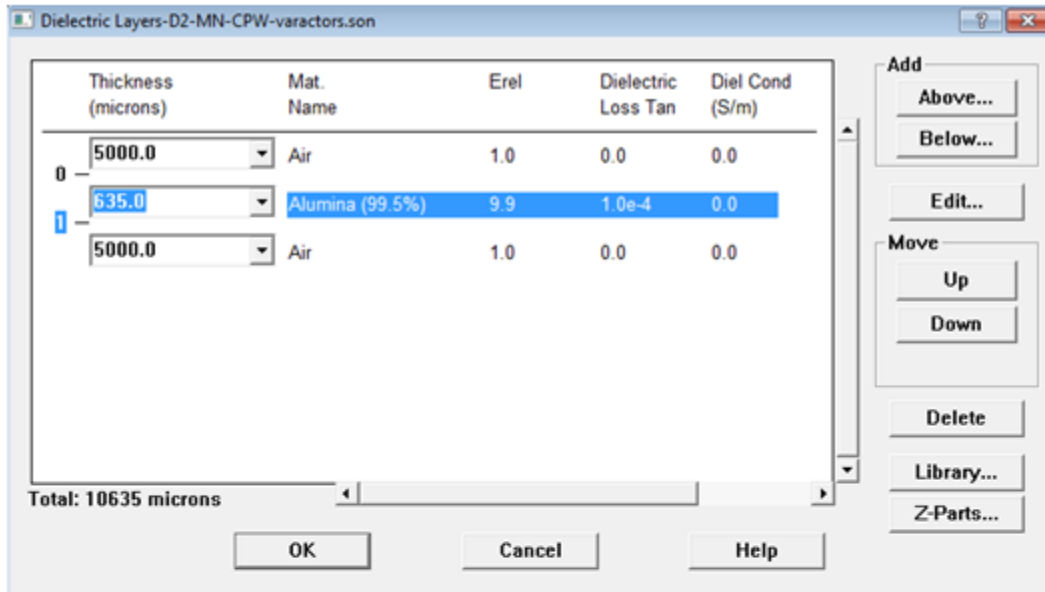 Dielectric Layers-D2-MN-CPW-varactors.son
Thickness (microns) Mat. Name Erel Dielectric Loss Tan Diel Cond (S/m)
5000.0 Air 1.0 0.0 0.0
0
635.0 Alumina (99.5%) 9.9 1.0e-4 0.0
1
5000.0 Air 1.0 0.0 0.0
Total: 10635 microns
OK Cancel Help
Add
Above...
Below...
Edit...
Move
Up
Down
Delete
Library...
Z-Parts...